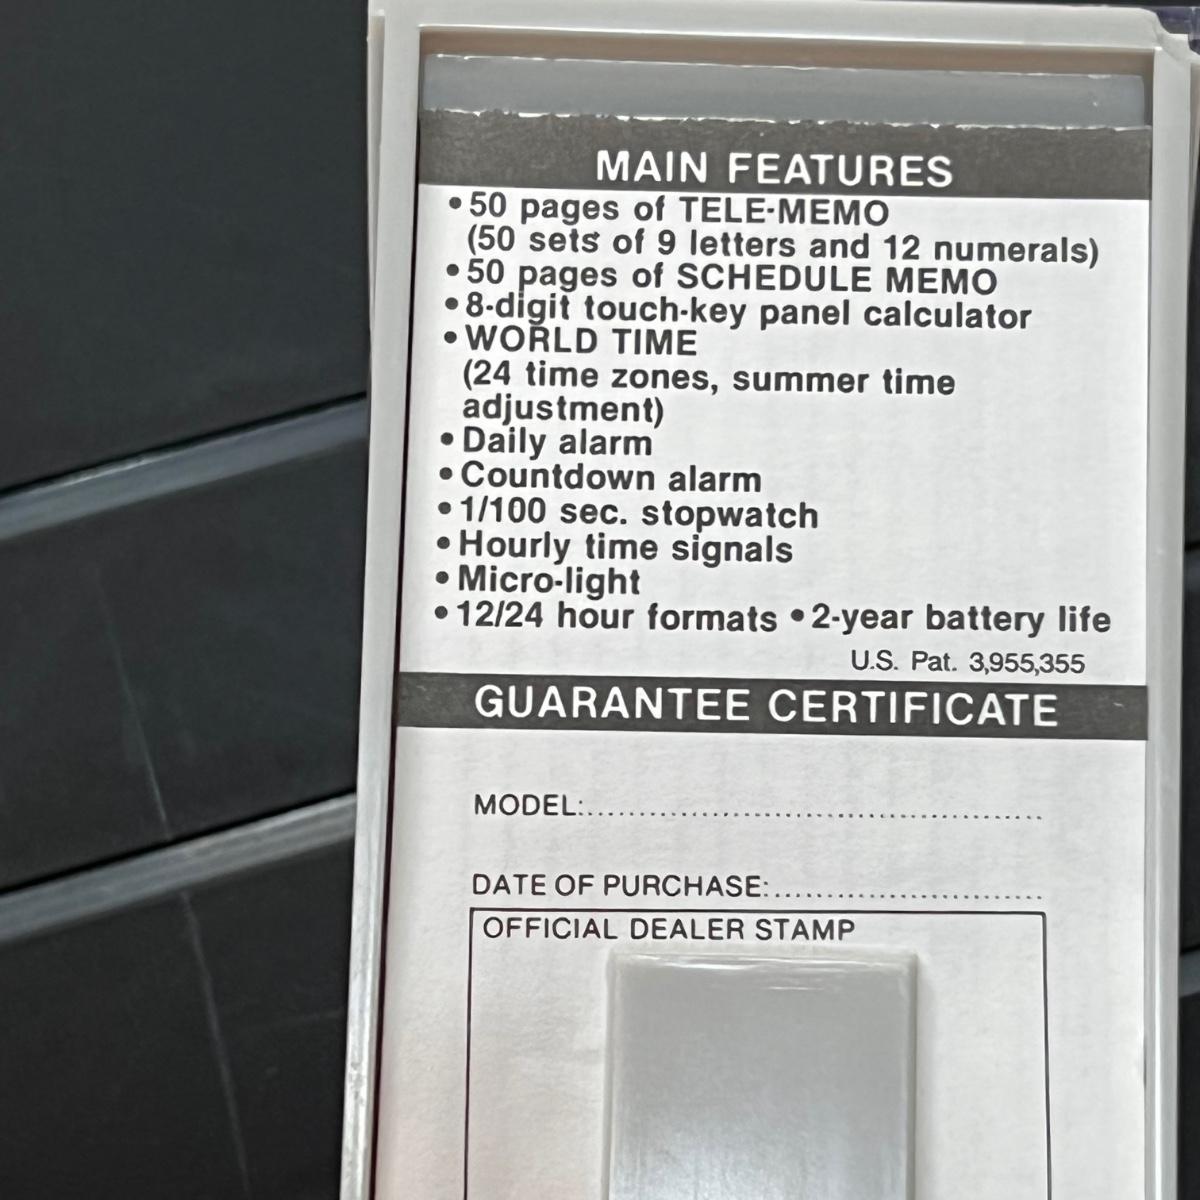 MAIN FEATURES
•50 pages of TELE-MEMO
(50 sets of 9 letters and 12 numerals)
•50 pages of SCHEDULE MEMO
•8-digit touch-key panel calculator
•WORLD TIME
(24 time zones, summer time
adjustment)
•Daily alarm
•Countdown alarm
•1/100 sec. stopwatch
•Hourly time signals
•Micro-light
•12/24 hour formats •2-year battery life
U.S. Pat. 3,955,355
GUARANTEE CERTIFICATE
MODEL:
DATE OF PURCHASE:
OFFICIAL DEALER STAMP